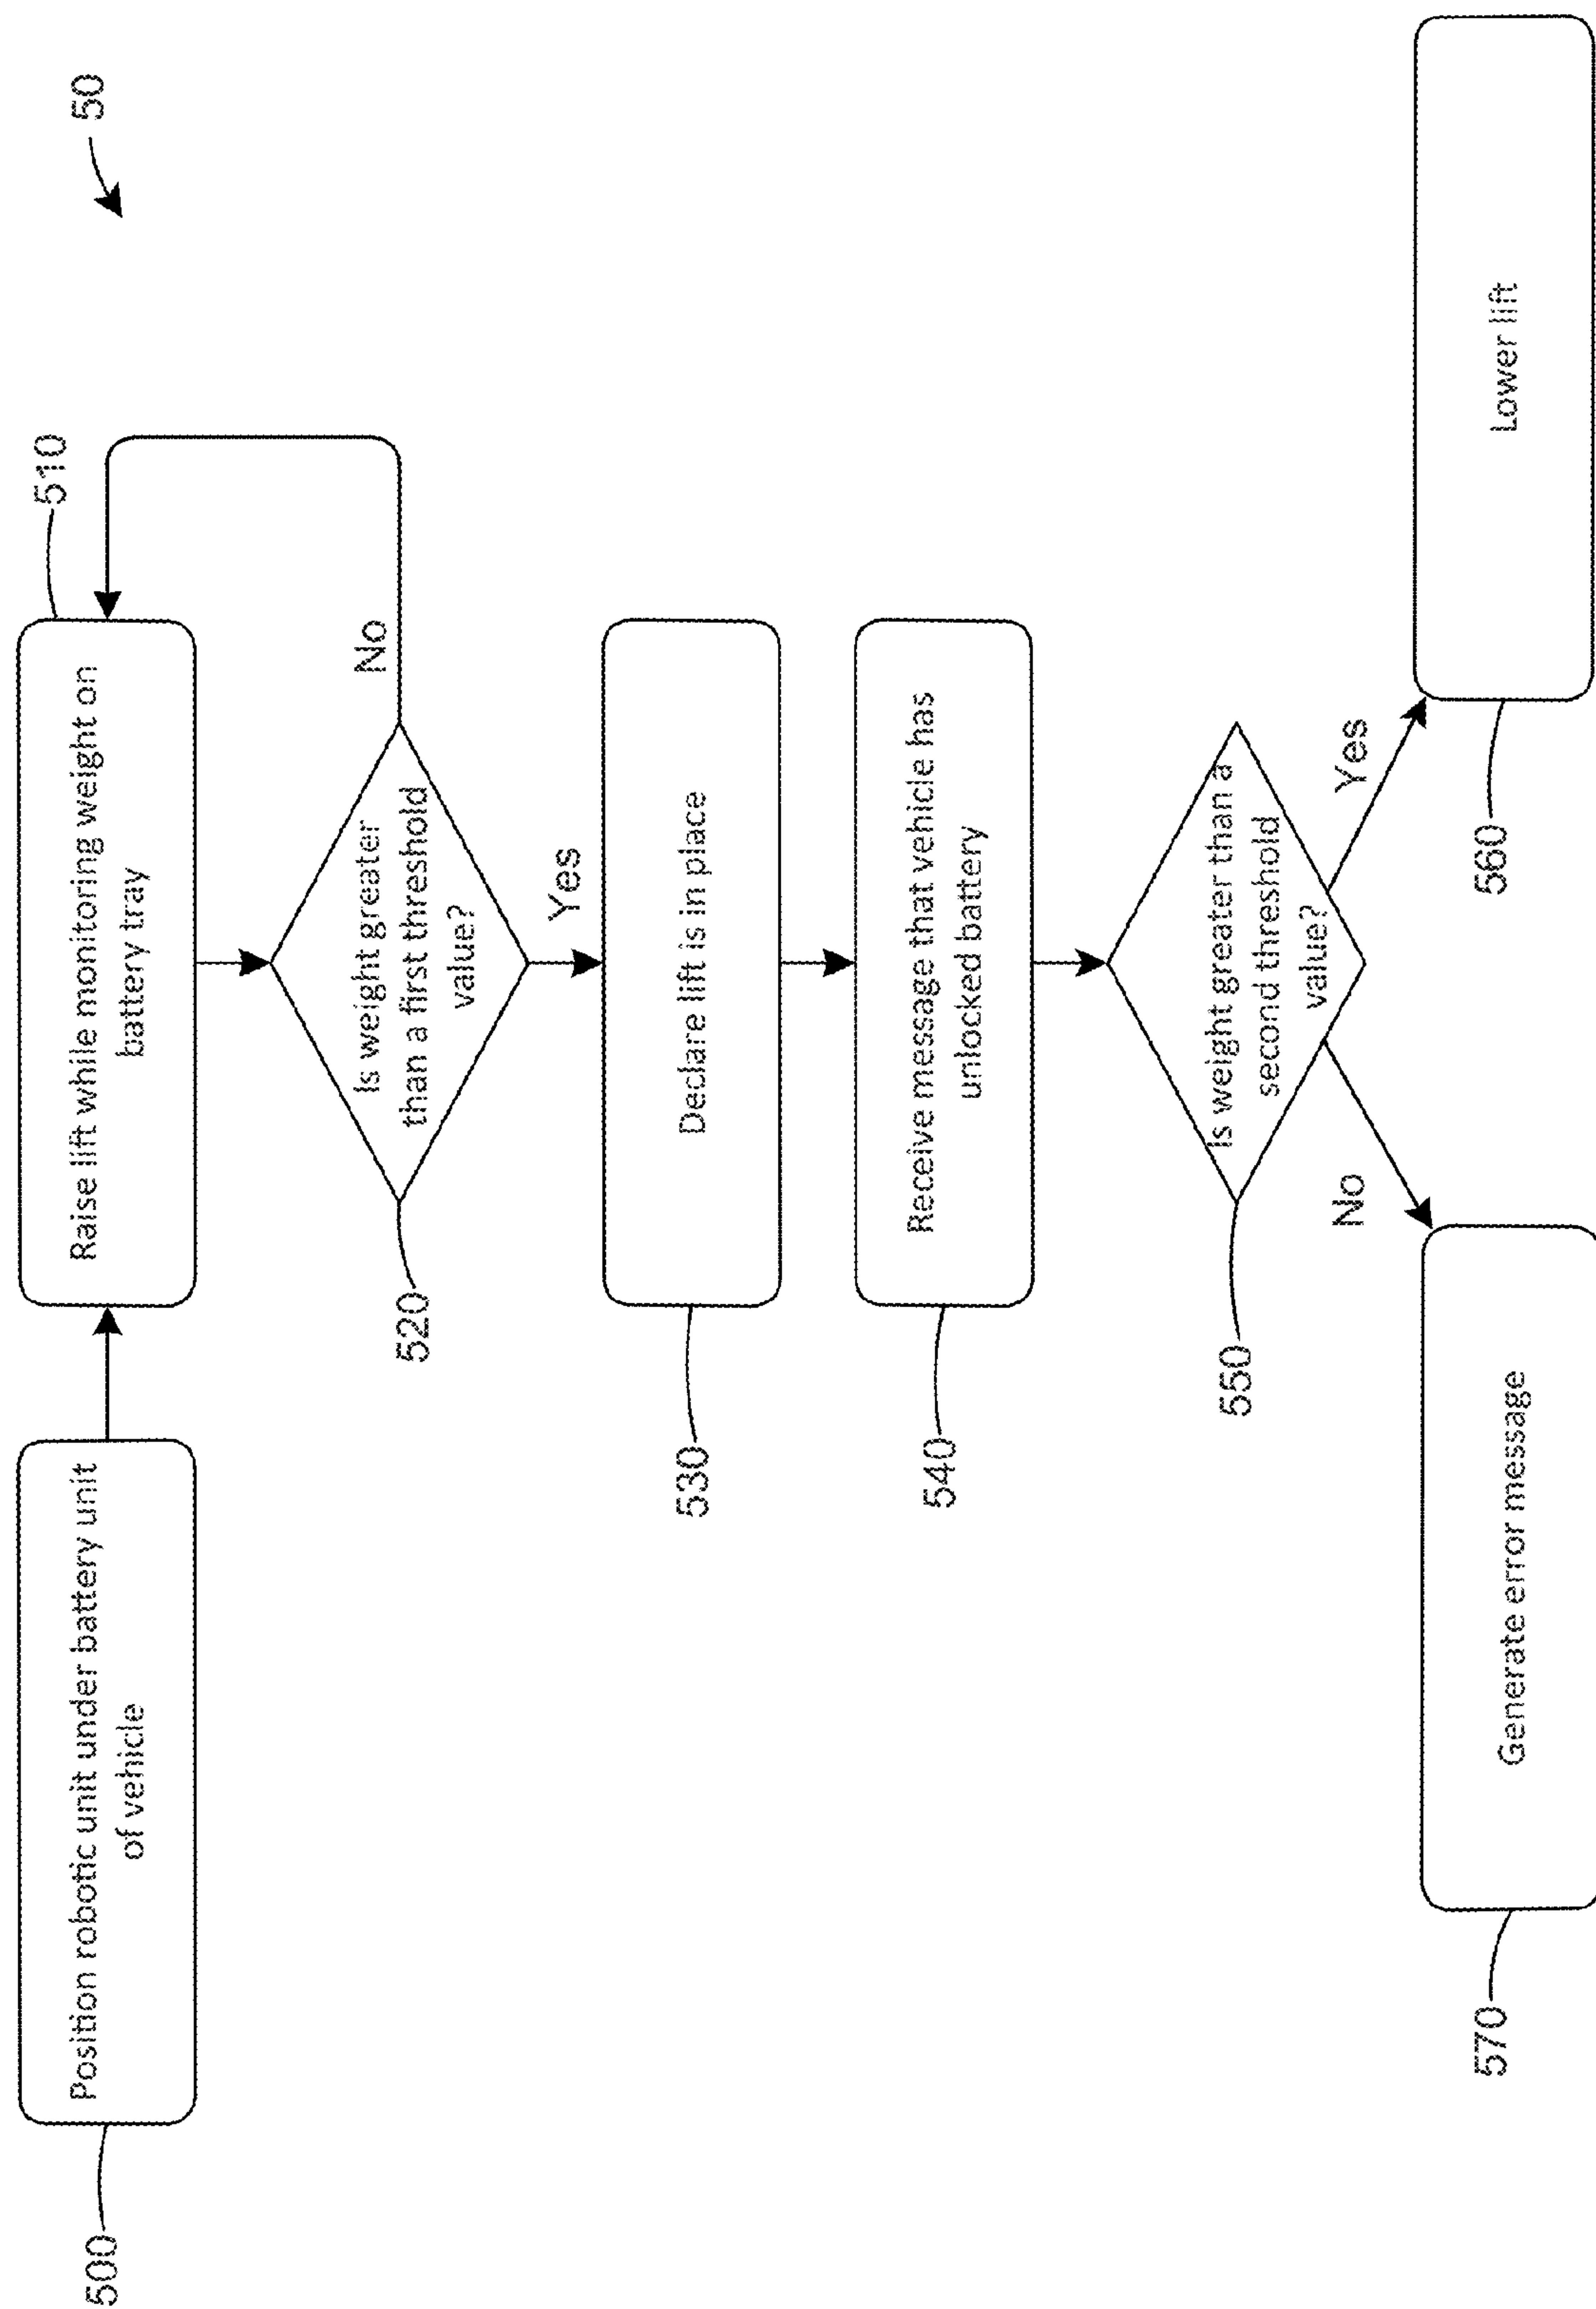 50
500
Position robotic unit under battery unit
of vehicle
510
Raise lift while monitoring weight on
battery tray
520
Is weight greater
than a first threshold
value?
No
Yes
530
Declare lift is in place
540
Receive message that vehicle has
unlocked battery
550
Is weight greater than a
second threshold
value?
No
Yes
570
Generate error message
560
Lower lift